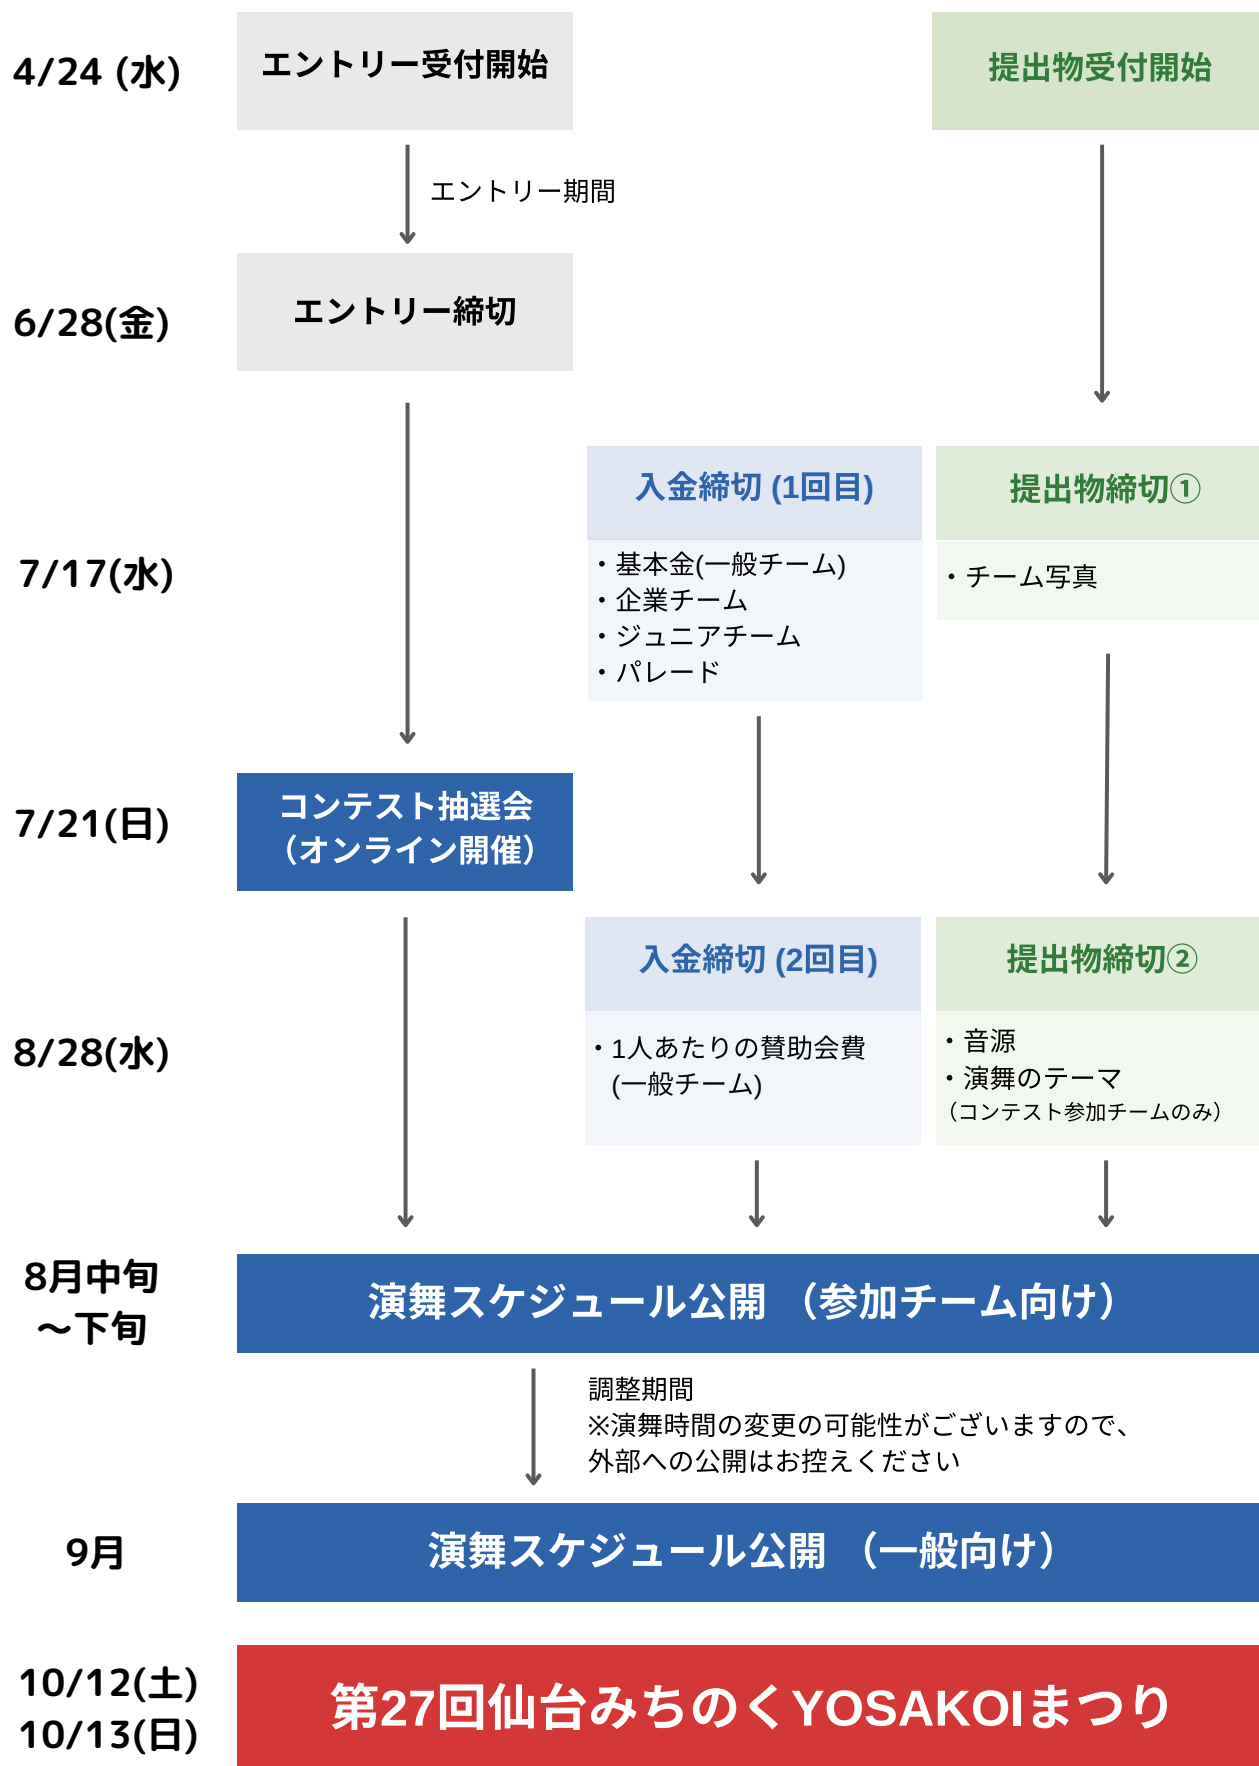 4/24 (水)
エントリー受付開始
提出物受付開始
エントリー期間
6/28(金)
エントリー締切
7/17(水)
入金締切 (1回目)
・基本金(一般チーム)
・企業チーム
・ジュニアチーム
・パレード
提出物締切①
・チーム写真
7/21(日)
コンテスト抽選会
（オンライン開催）
8/28(水)
入金締切 (2回目)
・1人あたりの賛助会費
(一般チーム)
提出物締切②
・音源
・演舞のテーマ
（コンテスト参加チームのみ）
8月中旬
～下旬
演舞スケジュール公開 （参加チーム向け）
調整期間
※演舞時間の変更の可能性がございますので、
外部への公開はお控えください
9月
演舞スケジュール公開 （一般向け）
10/12(土)
10/13(日)
第27回仙台みちのくYOSAKOIまつり